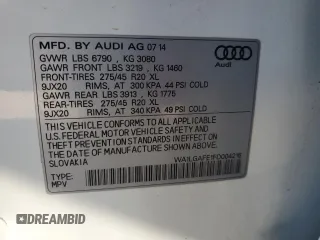 MFD. BY AUDI AG 07 14
GVWR LBS 6790 , KG 3080
GAWR FRONT LBS 3219 , KG 1460
FRONT-TIRES 275/45 R20 XL
9JX20 RIMS, AT 300 KPA 44 PSI COLD
GAWR REAR LBS 3913 , KG 1775
REAR-TIRES 275/45 R20 XL
9JX20 RIMS, AT 340 KPA 49 PSI COLD
Audi
THIS VEHICLE CONFORMS TO ALL APPLICABLE
U.S. FEDERAL MOTOR VEHICLE SAFETY AND
THEFT PREVENTION STANDARDS IN EFFECT
ON THE DATE OF MANUFACTURE SHOWN ABOVE.
SLOVAKIA
TYPE:
MPV
DREAMBID